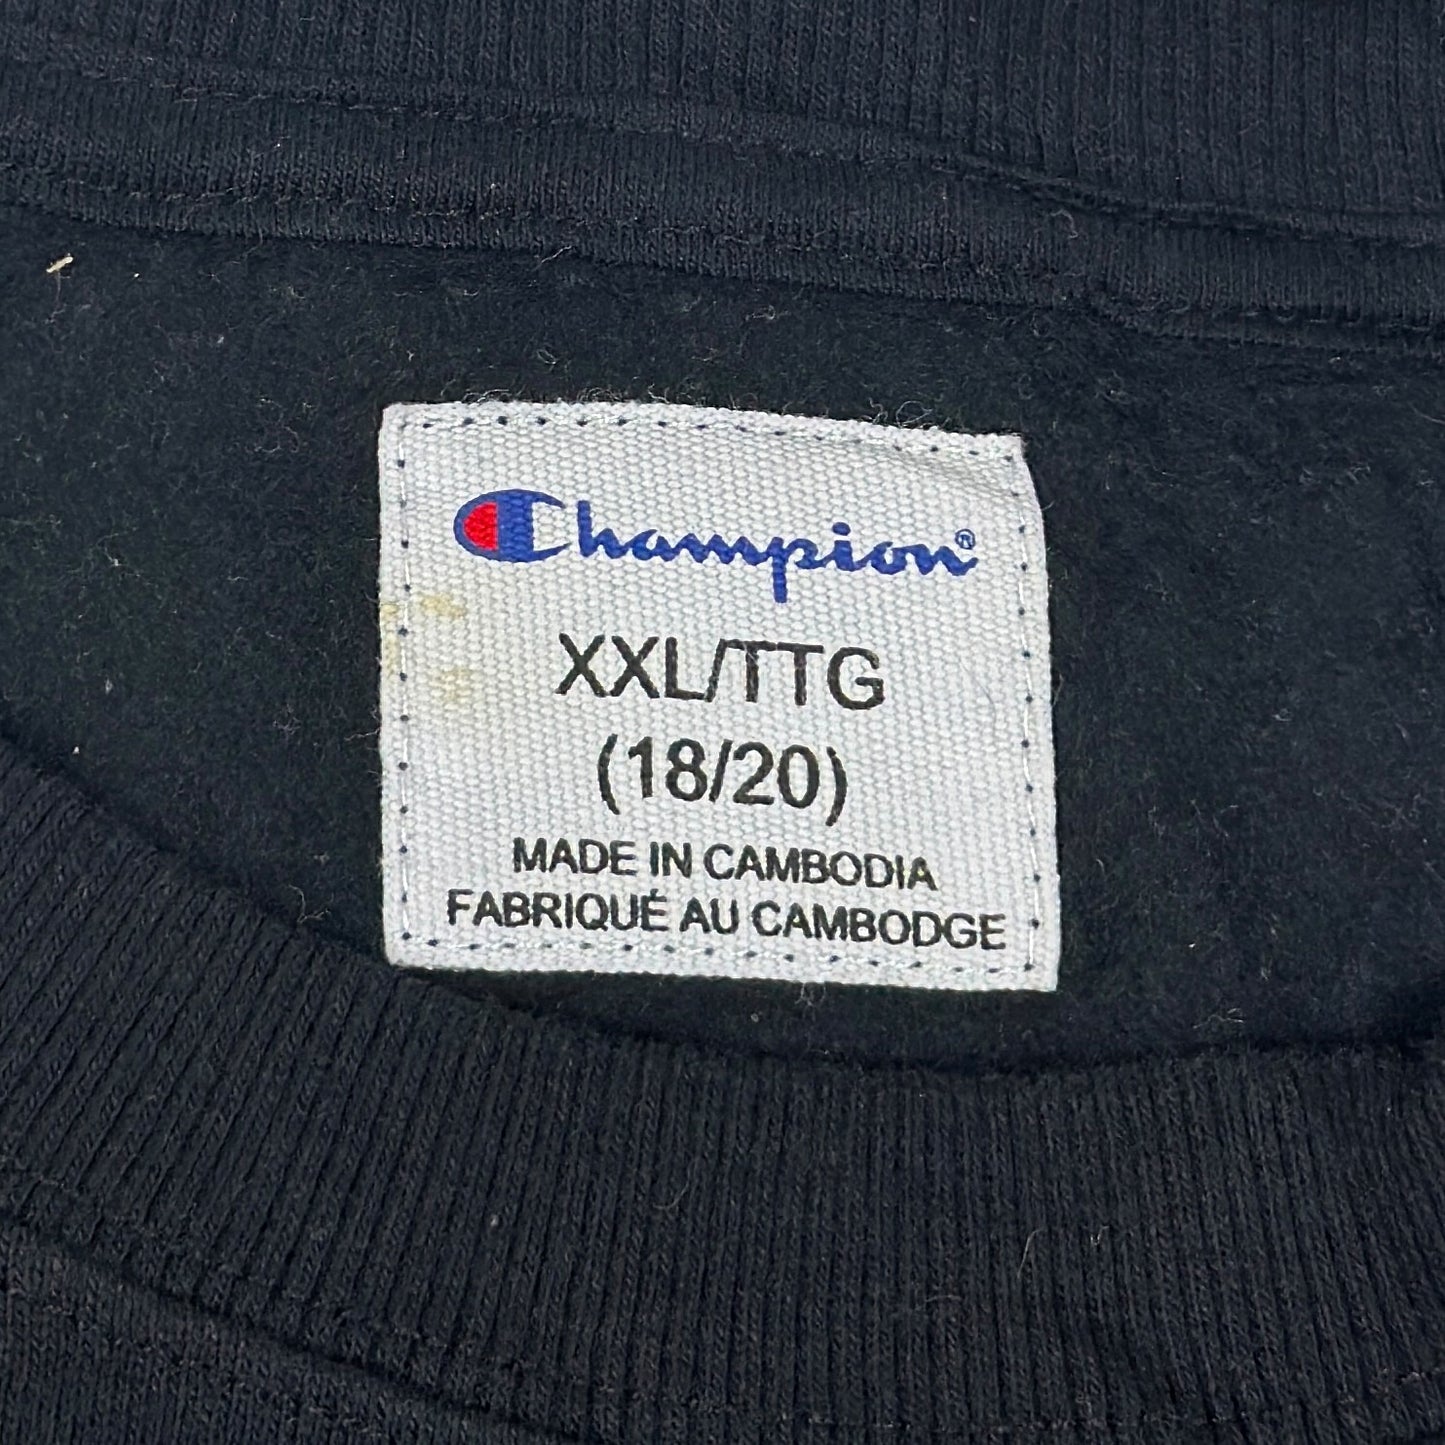 Champion®
XXL/TTG
(18/20)
MADE IN CAMBODIA
FABRIQUÉ AU CAMBODGE